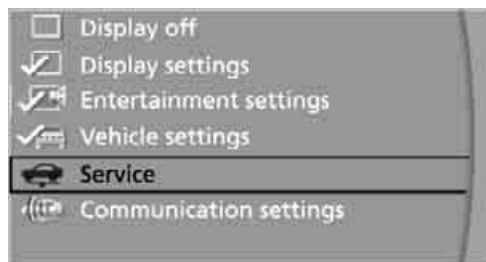 Display off
Display settings
Entertainment settings
Vehicle settings
Service
Communication settings